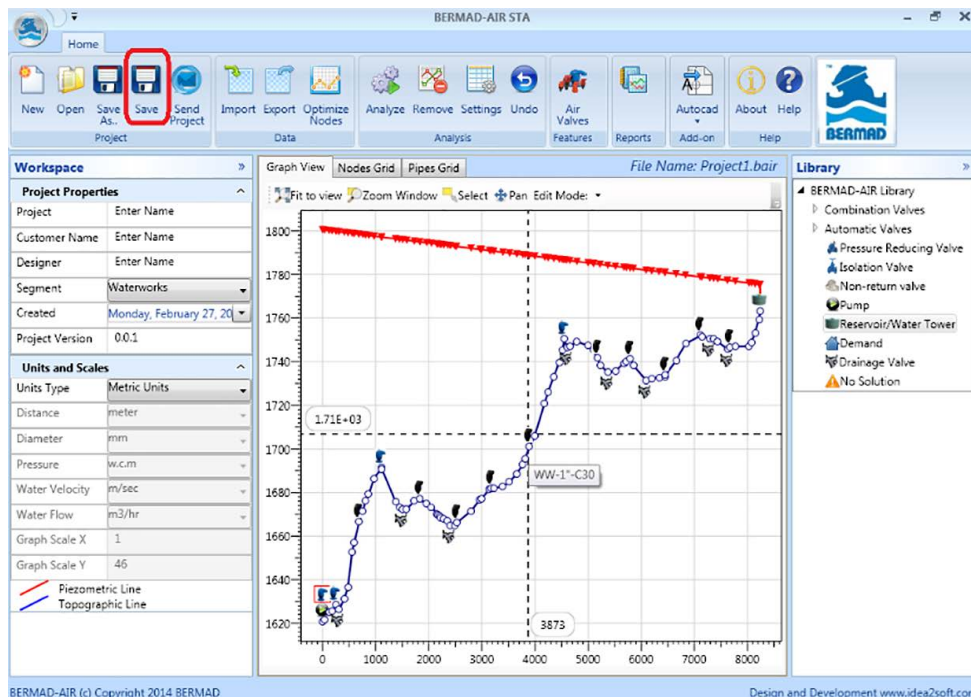 BERMAD-AIR STA
Home
New Open Save As.. Save Send Project Import Export Optimize Nodes Analyze Remove Settings Undo Air Valves Autocad About Help
Project Data Analysis Features Reports Add-on Help
BERMAD
Workspace »
Project Properties
Project Enter Name
Customer Name Enter Name
Designer Enter Name
Segment Waterworks
Created Monday, February 27, 20
Project Version 0.0.1
Units and Scales
Units Type Metric Units
Distance meter
Diameter mm
Pressure w.c.m
Water Velocity m/sec
Water Flow m3/hr
Graph Scale X 1
Graph Scale Y 46
Piezometric Line
Topographic Line
Graph View Nodes Grid Pipes Grid File Name: Project1.bair
Fit to view Zoom Window Select Pan Edit Mode:
1800
1780
1760
1740
1.71E+03
1720
1700
1680
1660
1640
1620
WW-1"-C30
3873
0 1000 2000 3000 4000 5000 6000 7000 8000
Library »
BERMAD-AIR Library
Combination Valves
Automatic Valves
Pressure Reducing Valve
Isolation Valve
Non-return valve
Pump
Reservoir/Water Tower
Demand
Drainage Valve
No Solution
BERMAD-AIR (c) Copyright 2014 BERMAD
Design and Development www.idea2soft.com